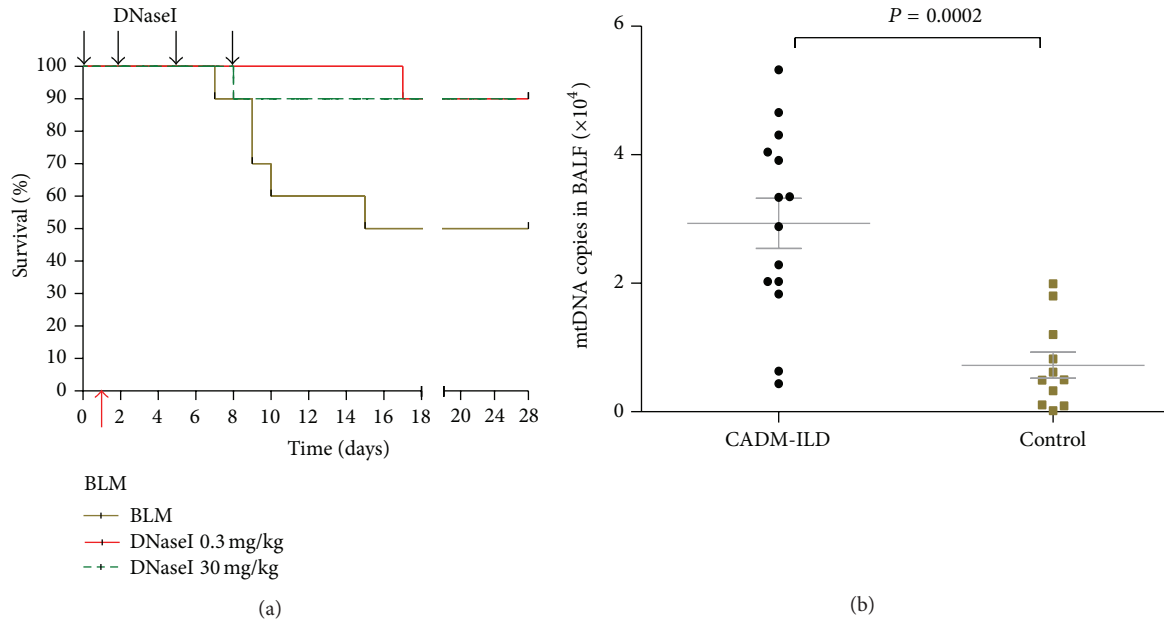 DNaseI
100
90
80
70
60
50
40
30
20
10
0
Survival (%)
0 2 4 6 8 10 12 14 16 18 20 24 28
Time (days)
BLM
BLM
DNaseI 0.3 mg/kg
DNaseI 30 mg/kg
(a)
P = 0.0002
6
4
2
0
mtDNA copies in BALF (×10⁴)
CADM-ILD Control
(b)